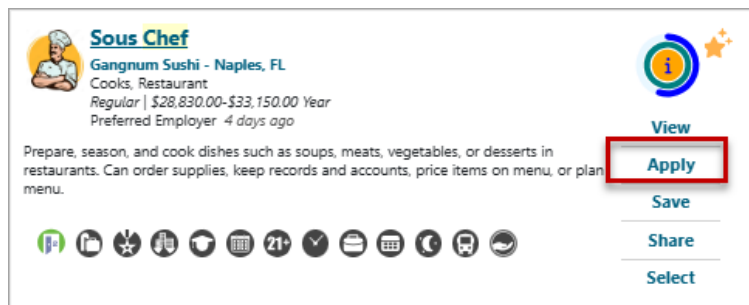 Sous Chef
Gangnum Sushi - Naples, FL
Cooks, Restaurant
Regular | $28,830.00-$33,150.00 Year
Preferred Employer 4 days ago
Prepare, season, and cook dishes such as soups, meats, vegetables, or desserts in
restaurants. Can order supplies, keep records and accounts, price items on menu, or plan
menu.
21+
i
View
Apply
Save
Share
Select